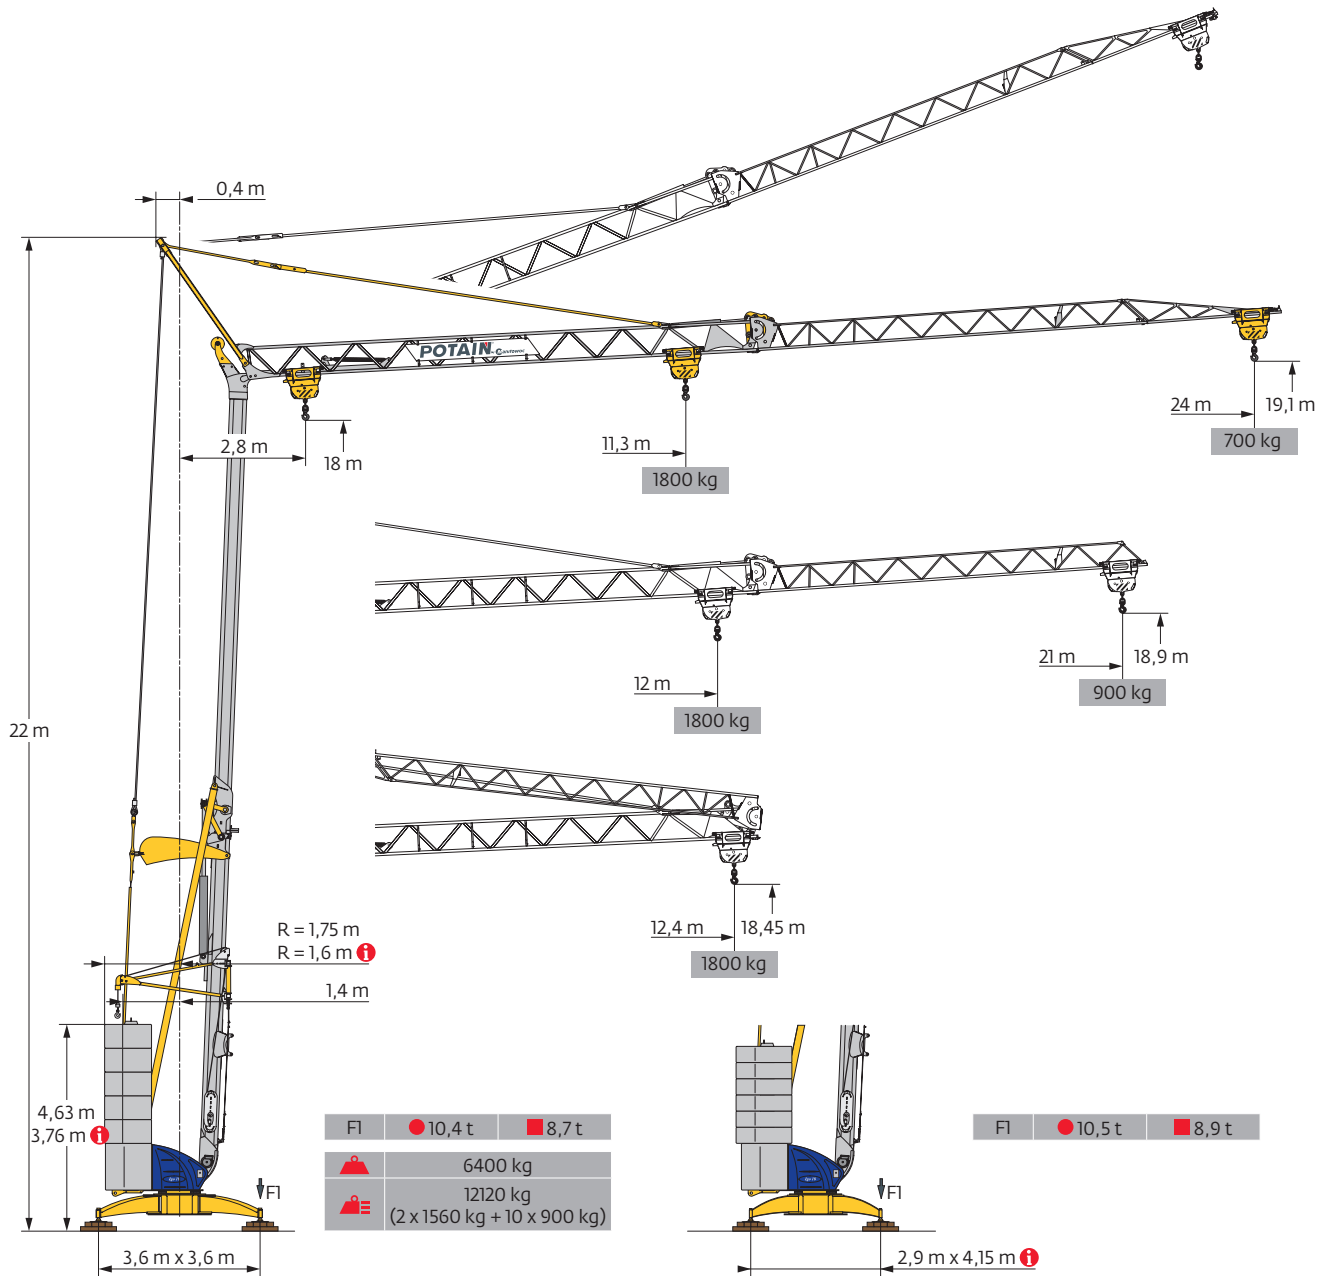 0,4 m
POTAIN
Manitowoc
2,8 m
18 m
11,3 m
1800 kg
24 m
19,1 m
700 kg
12 m
1800 kg
21 m
18,9 m
900 kg
22 m
12,4 m
18,45 m
1800 kg
R = 1,75 m
R = 1,6 m i
1,4 m
4,63 m
3,76 m i
F1
3,6 m x 3,6 m
F1 10,4 t 8,7 t
6400 kg
12120 kg
(2 x 1560 kg + 10 x 900 kg)
F1
2,9 m x 4,15 m i
F1 10,5 t 8,9 t